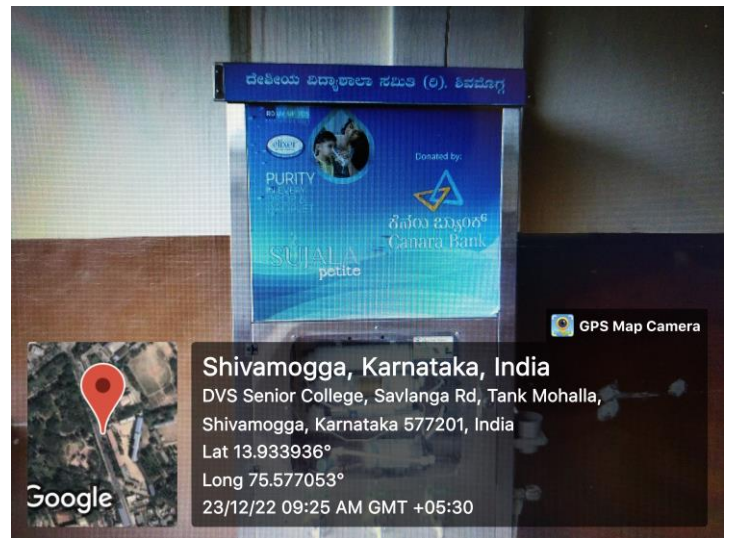 ದೇಶೀಯ ವಿದ್ಯಾಶಾಲಾ ಸಮಿತಿ (ರಿ). ಶಿವಮೊಗ್ಗ
elixer
PURITY
Donated by:
ಕೆನರಾ ಬ್ಯಾಂಕ್
Canara Bank
SUJALA
petite
GPS Map Camera
Shivamogga, Karnataka, India
DVS Senior College, Savlanga Rd, Tank Mohalla,
Shivamogga, Karnataka 577201, India
Lat 13.933936°
Long 75.577053°
23/12/22 09:25 AM GMT +05:30
Google